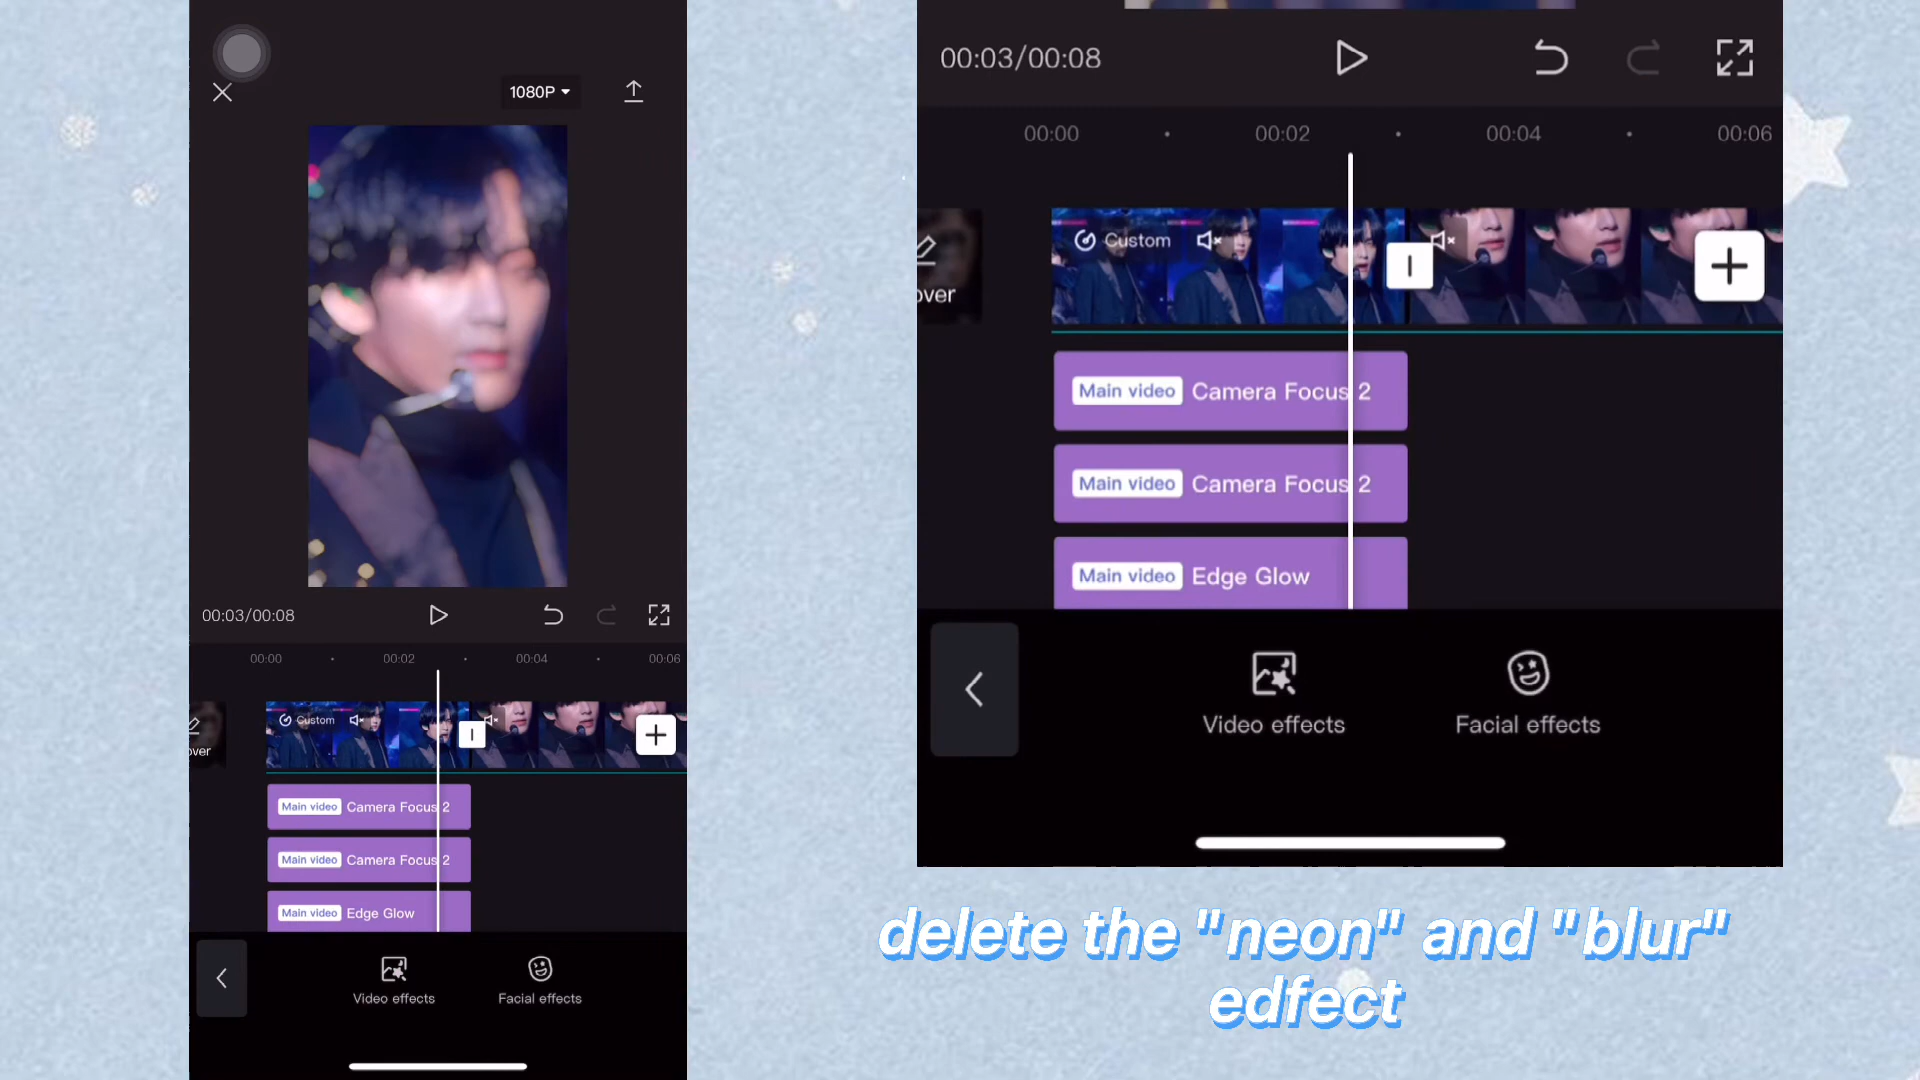 1080P
00:03/00:08
00:00
00:02
00:04
00:06
Custom
over
Main video Camera Focus 2
Main video Camera Focus 2
Main video Edge Glow
Video effects
Facial effects
00:03/00:08
00:00
00:02
00:04
00:06
Custom
over
Main video Camera Focus 2
Main video Camera Focus 2
Main video Edge Glow
Video effects
Facial effects
delete the "neon" and "blur"
edfect